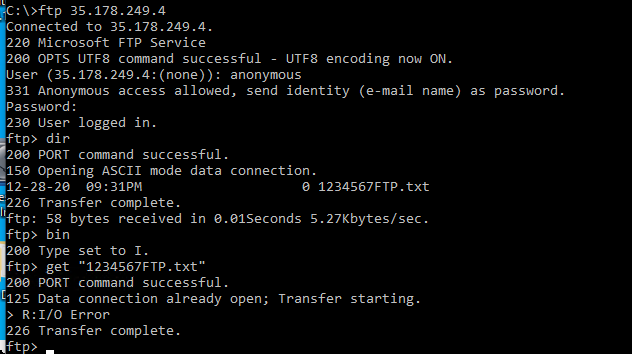 C:\>ftp 35.178.249.4
Connected to 35.178.249.4.
220 Microsoft FTP Service
200 OPTS UTF8 command successful - UTF8 encoding now ON.
User (35.178.249.4:(none)): anonymous
331 Anonymous access allowed, send identity (e-mail name) as password.
Password:
230 User logged in.
ftp> dir
200 PORT command successful.
150 Opening ASCII mode data connection.
12-28-20  09:31PM                    0 1234567FTP.txt
226 Transfer complete.
ftp: 58 bytes received in 0.01Seconds 5.27Kbytes/sec.
ftp> bin
200 Type set to I.
ftp> get "1234567FTP.txt"
200 PORT command successful.
125 Data connection already open; Transfer starting.
> R:I/O Error
226 Transfer complete.
ftp>